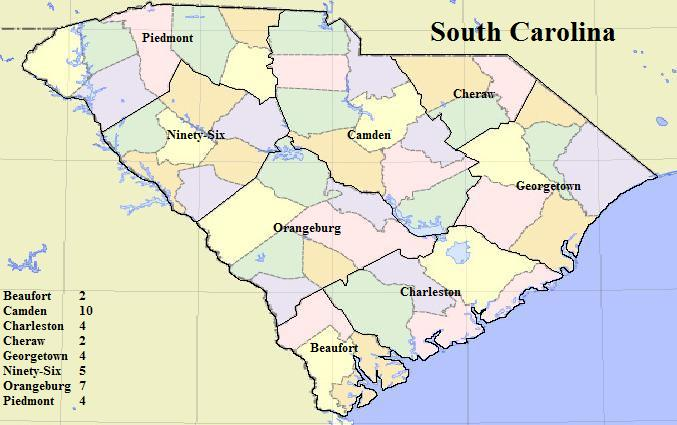 South Carolina
Piedmont
Cheraw
Ninety-Six
Camden
Georgetown
Orangeburg
Charleston
Beaufort
Beaufort 2
Camden 10
Charleston 4
Cheraw 2
Georgetown 4
Ninety-Six 5
Orangeburg 7
Piedmont 4